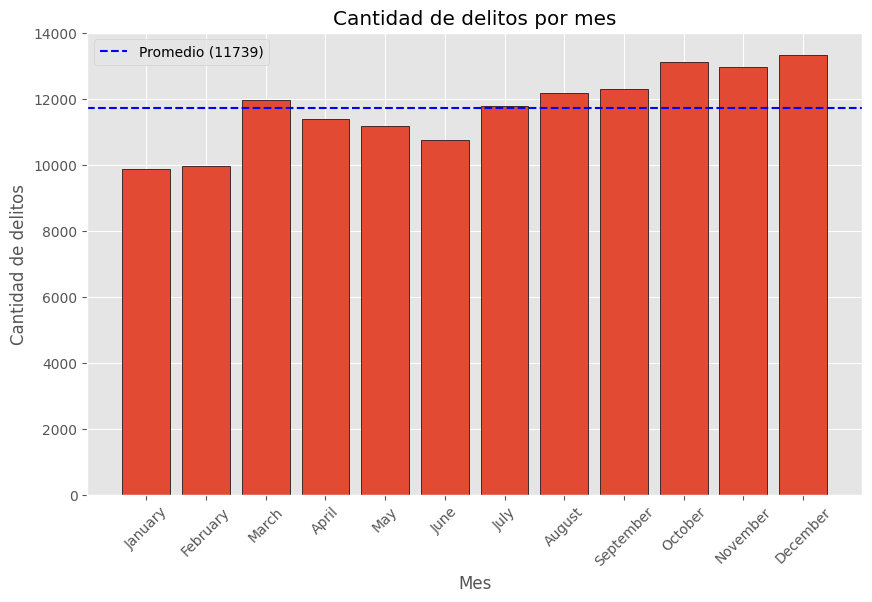 Cantidad de delitos por mes
Promedio (11739)
14000
12000
10000
8000
6000
4000
2000
0
Cantidad de delitos
January
February
March
April
May
June
July
August
September
October
November
December
Mes